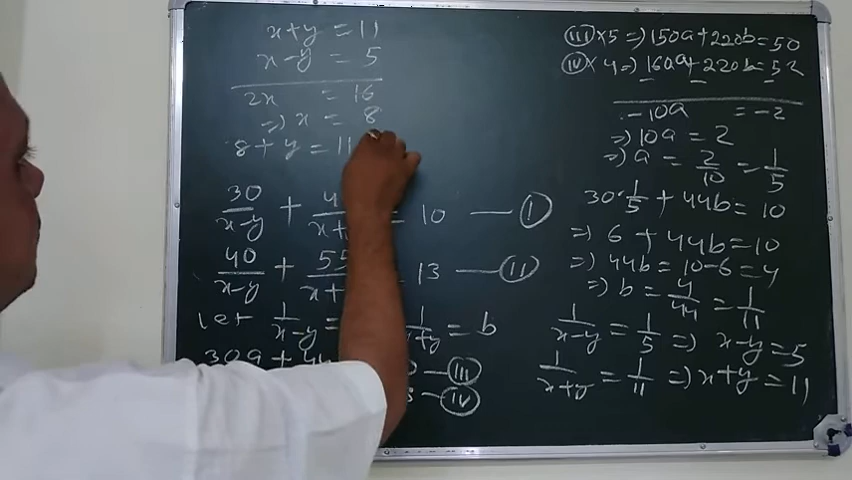 x+y = 11
x-y = 5
2x = 16
=) x = 8
8+y = 11
30/x-y + 4 = 10 — I
40/x-y + 55/x+ = 13 — II
let 1/x-y = 1/x+y = b
30a + 44 — III
— IV
III × 5 =) 150a + 220b = 50
IV × 4 =) 160a + 220b = 52
-10a = -2
=) 10a = 2
=) a = 2/10 = 1/5
30·1/5 + 44b = 10
=) 6 + 44b = 10
=) 44b = 10-6 = 4
=) b = 4/44 = 1/11
1/x-y = 1/5 =) x-y = 5
1/x+y = 1/11 =) x+y = 11